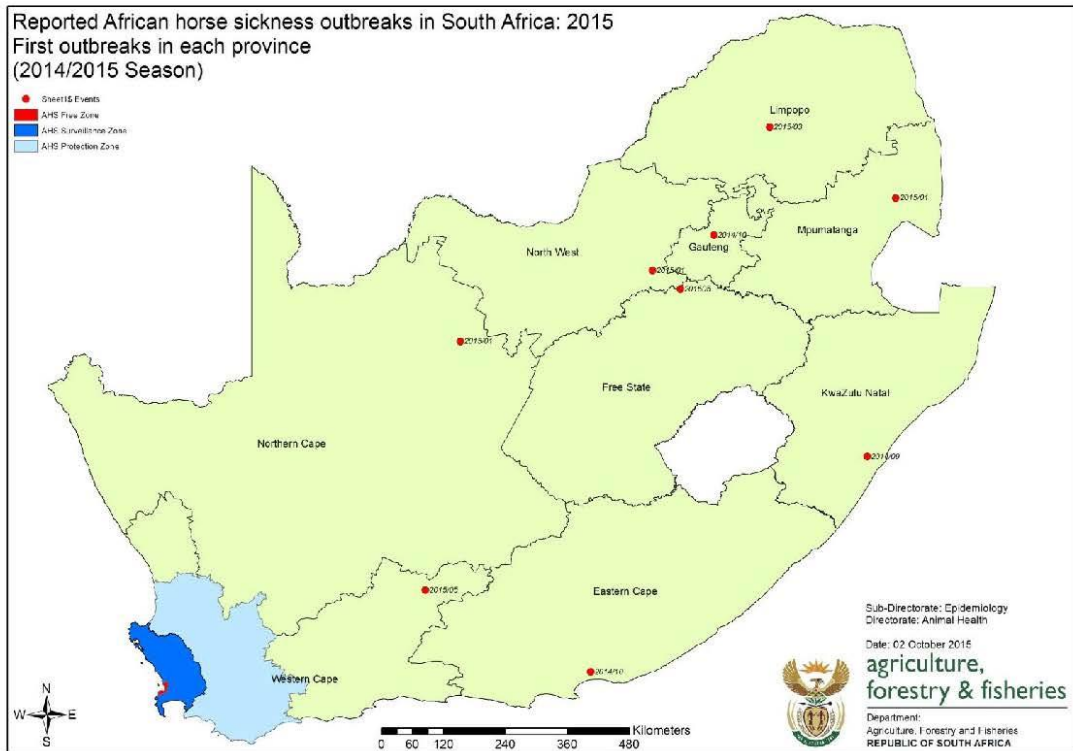 Reported African horse sickness outbreaks in South Africa: 2015
First outbreaks in each province
(2014/2015 Season)
Sheet1$ Events
AHS Free Zone
AHS Surveillance Zone
AHS Protection Zone
Limpopo
2015/03
2015/01
Mpumalanga
2014/10
Gauteng
North West
2015/01
2015/01
Free State
KwaZulu Natal
Northern Cape
2014/09
2015/05
Eastern Cape
2014/10
Western Cape
Sub-Directorate: Epidemiology
Directorate: Animal Health
Date: 02 October 2015
agriculture,
forestry & fisheries
Department:
Agriculture, Forestry and Fisheries
REPUBLIC OF SOUTH AFRICA
N
W E
S
Kilometers
0 60 120 240 360 480